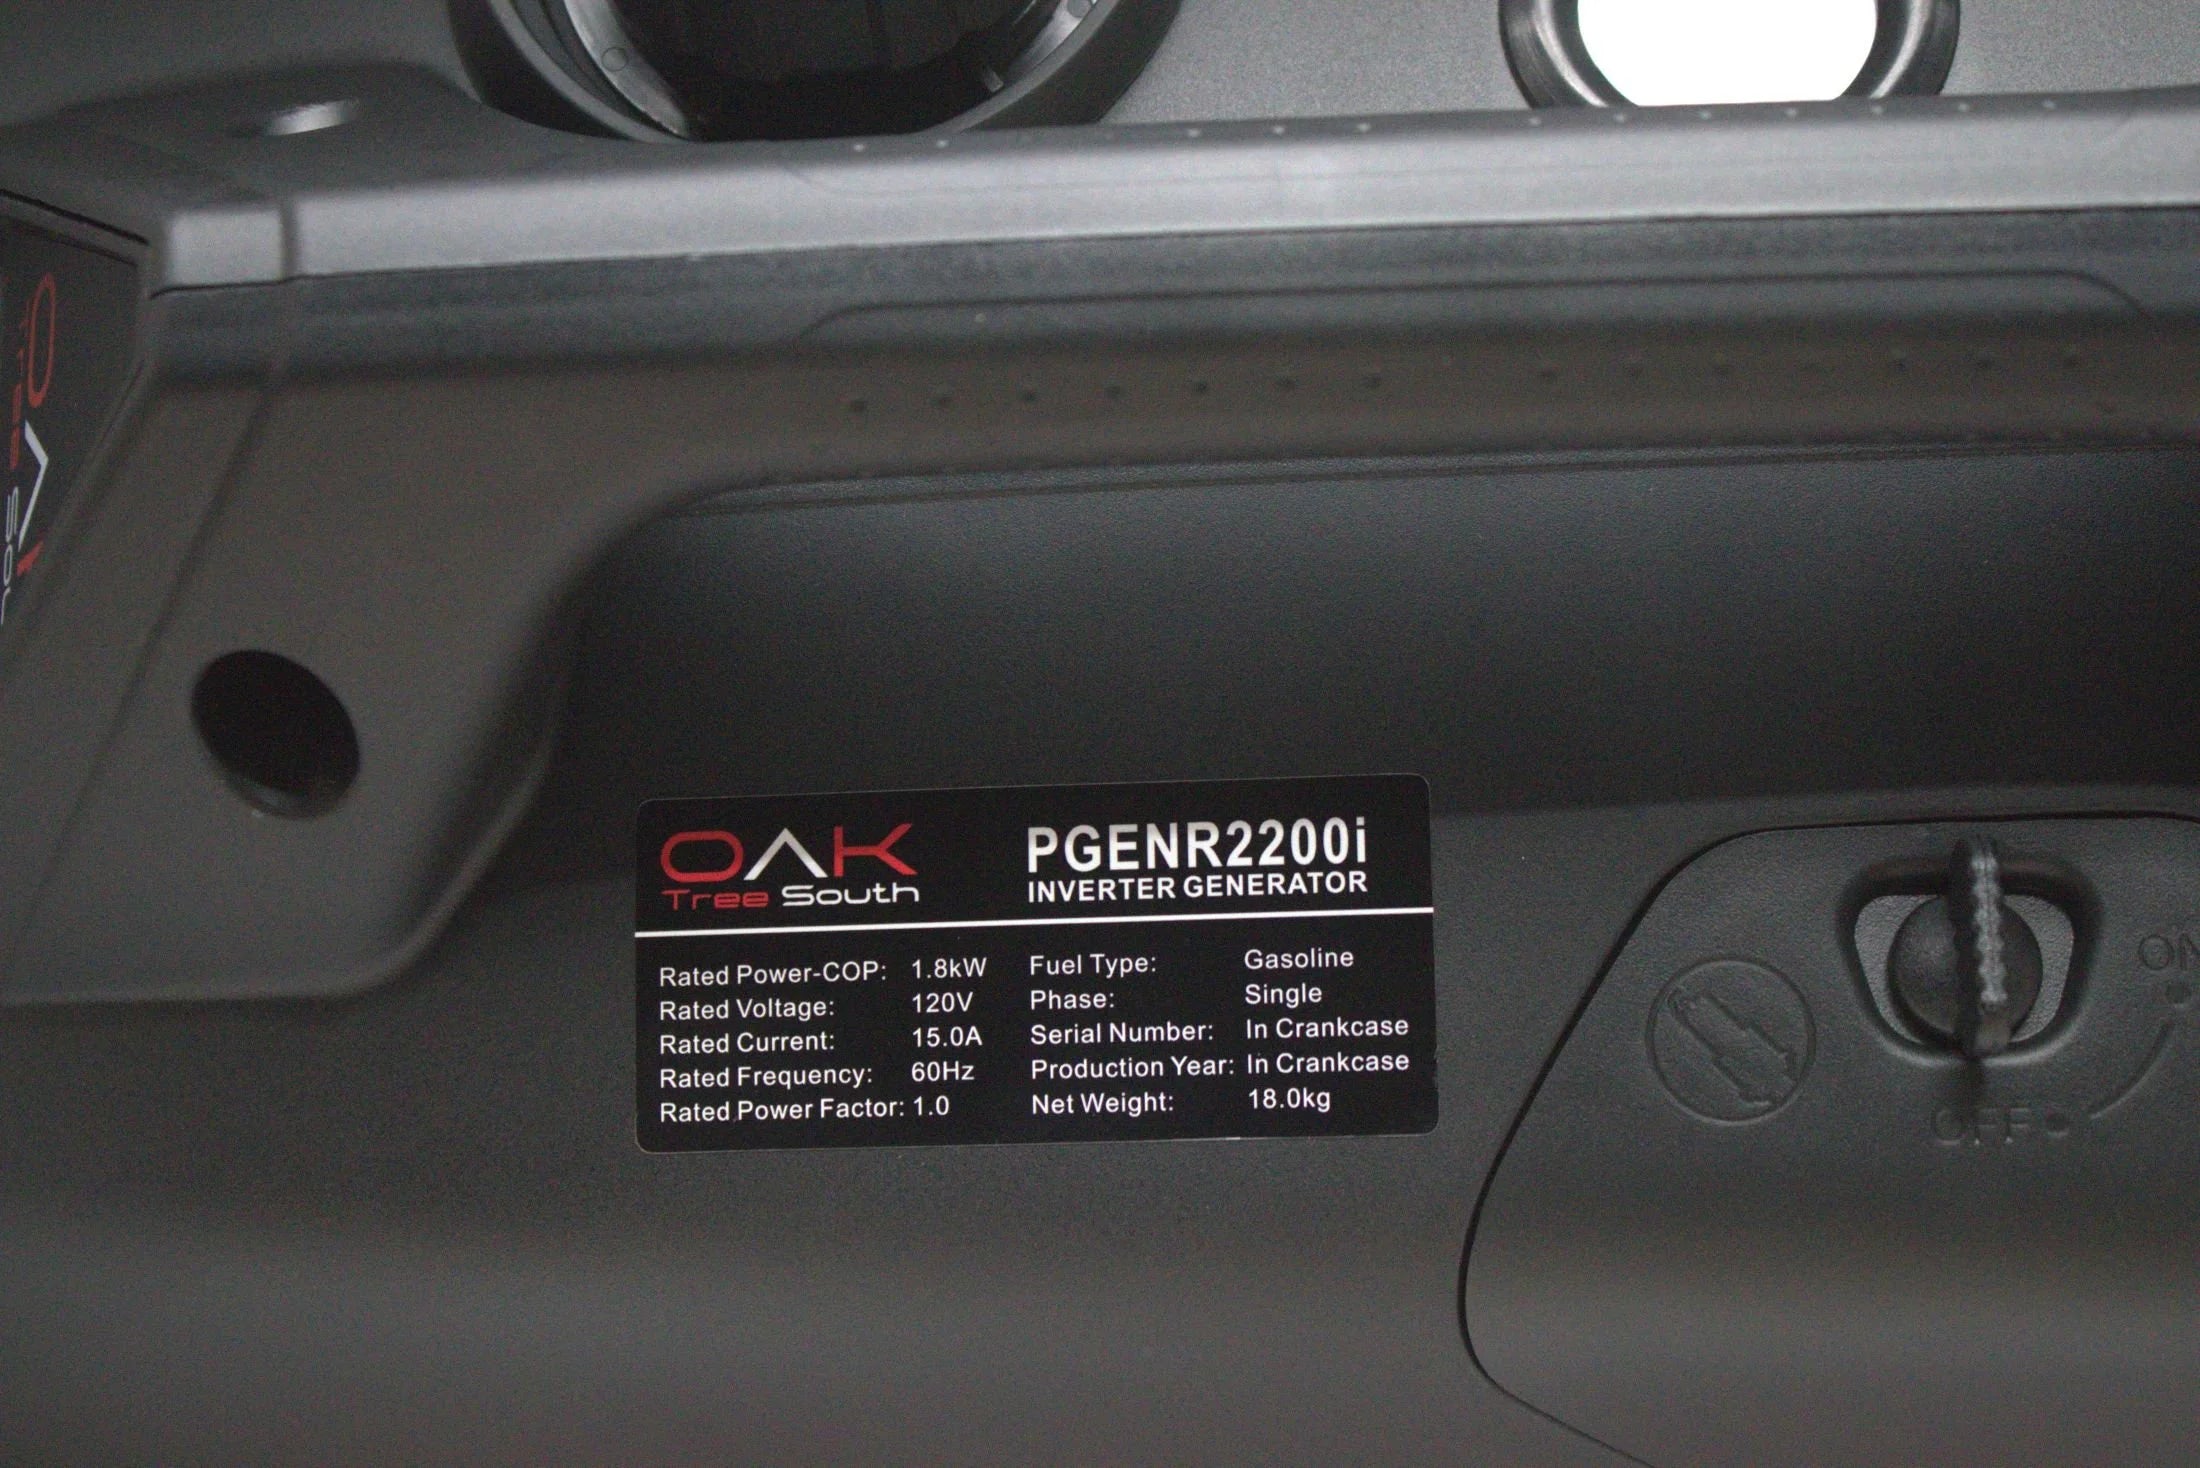 OAK
Tree South
PGENR2200i
INVERTER GENERATOR
Rated Power-COP: 1.8kW
Rated Voltage: 120V
Rated Current: 15.0A
Rated Frequency: 60Hz
Rated Power Factor: 1.0
Fuel Type: Gasoline
Phase: Single
Serial Number: In Crankcase
Production Year: In Crankcase
Net Weight: 18.0kg
ON
OFF